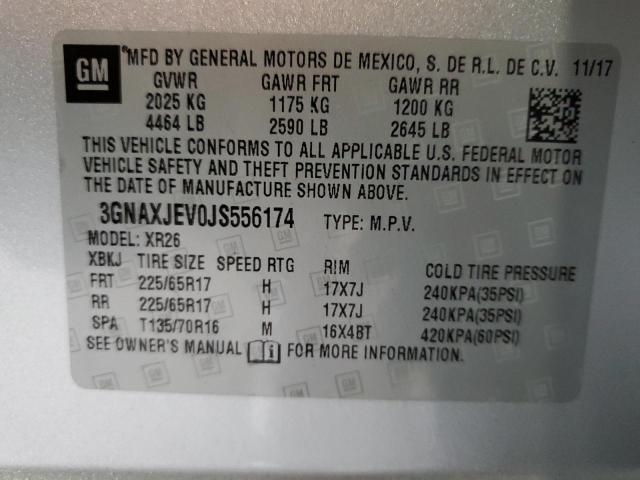 GM
MFD BY GENERAL MOTORS DE MEXICO, S. DE R.L. DE C.V. 11/17
GVWR GAWR FRT GAWR RR
2025 KG 1175 KG 1200 KG
4464 LB 2590 LB 2645 LB
THIS VEHICLE CONFORMS TO ALL APPLICABLE U.S. FEDERAL MOTOR
VEHICLE SAFETY AND THEFT PREVENTION STANDARDS IN EFFECT ON
THE DATE OF MANUFACTURE SHOWN ABOVE.
3GNAXJEV0JS556174 TYPE: M.P.V.
MODEL: XR26
XBKJ TIRE SIZE SPEED RTG RIM COLD TIRE PRESSURE
FRT 225/65R17 H 17X7J 240KPA(35PSI)
RR 225/65R17 H 17X7J 240KPA(35PSI)
SPA T135/70R16 M 16X4BT 420KPA(60PSI)
SEE OWNER'S MANUAL i FOR MORE INFORMATION.